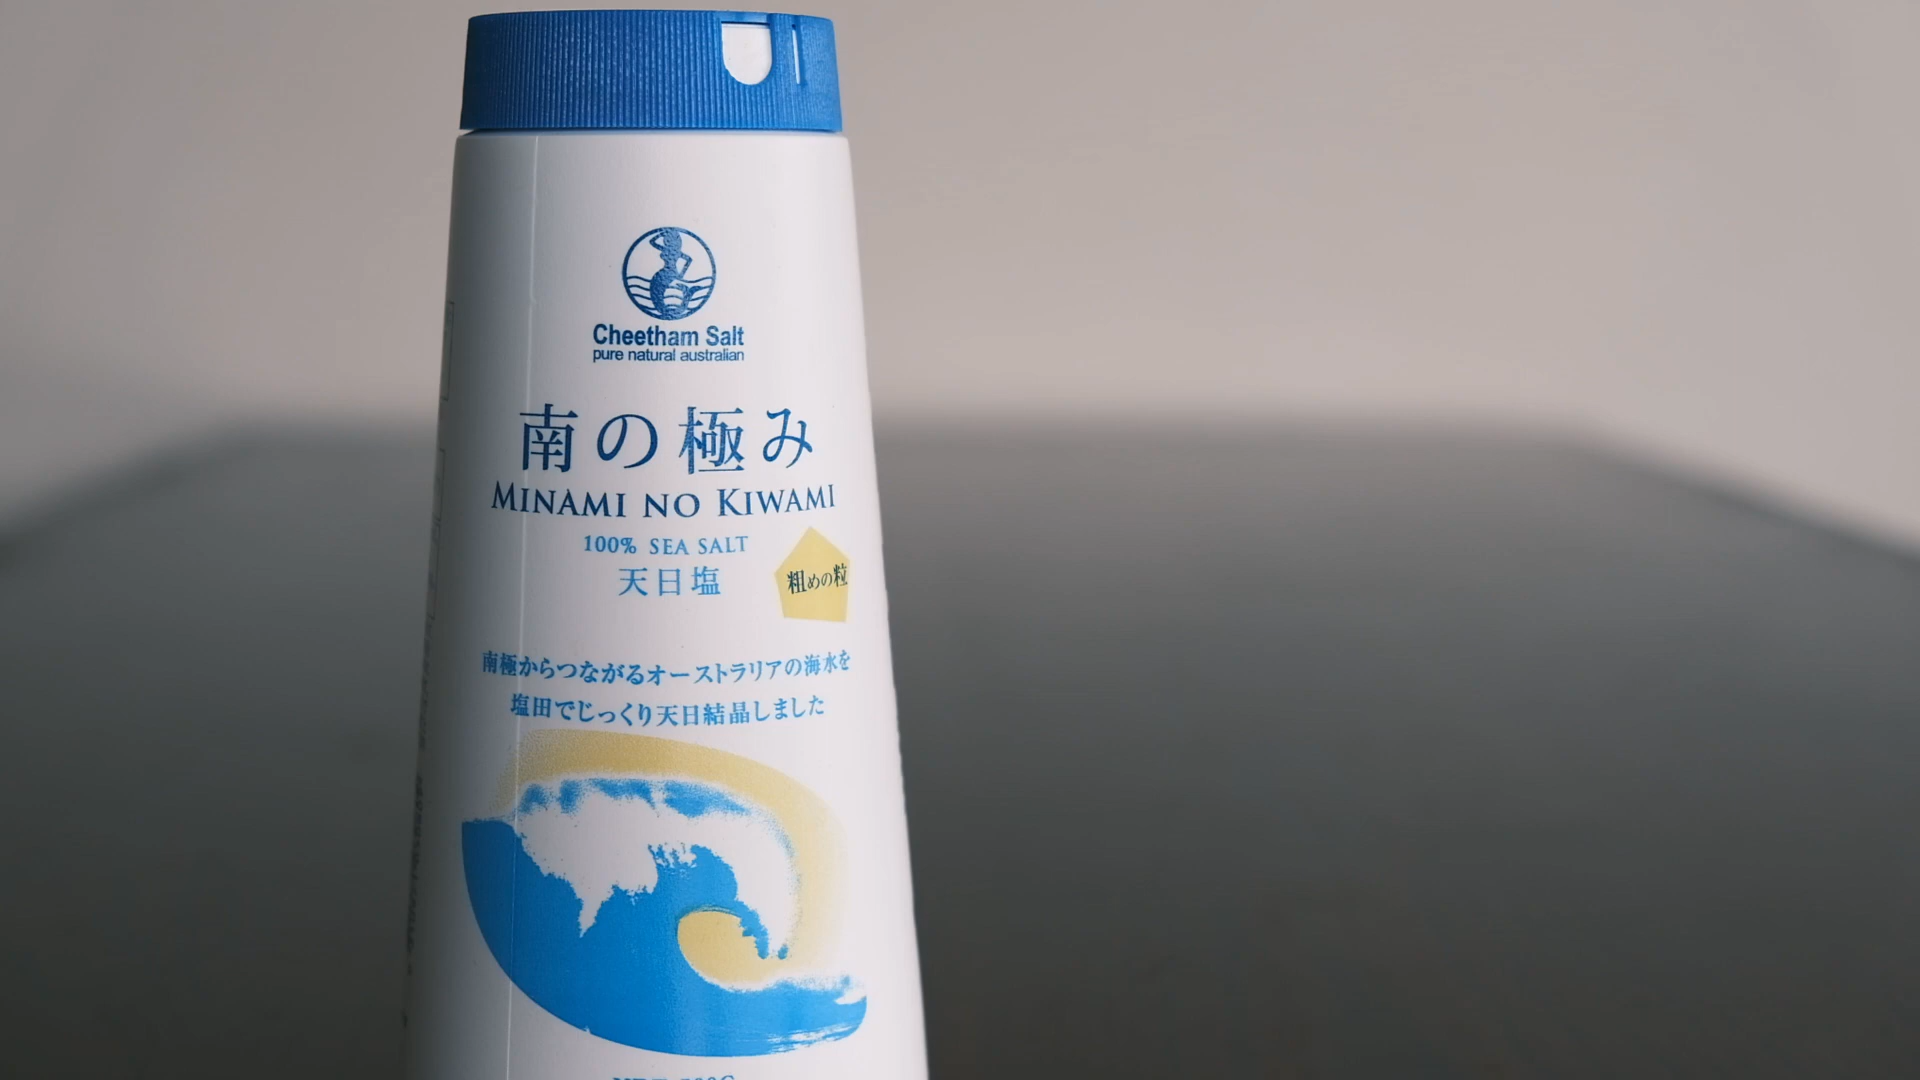 Cheetham Salt
pure natural australian
南の極み
MINAMI NO KIWAMI
100% SEA SALT
天日塩
粗めの粒
南極からつながるオーストラリアの海水を
塩田でじっくり天日結晶しました